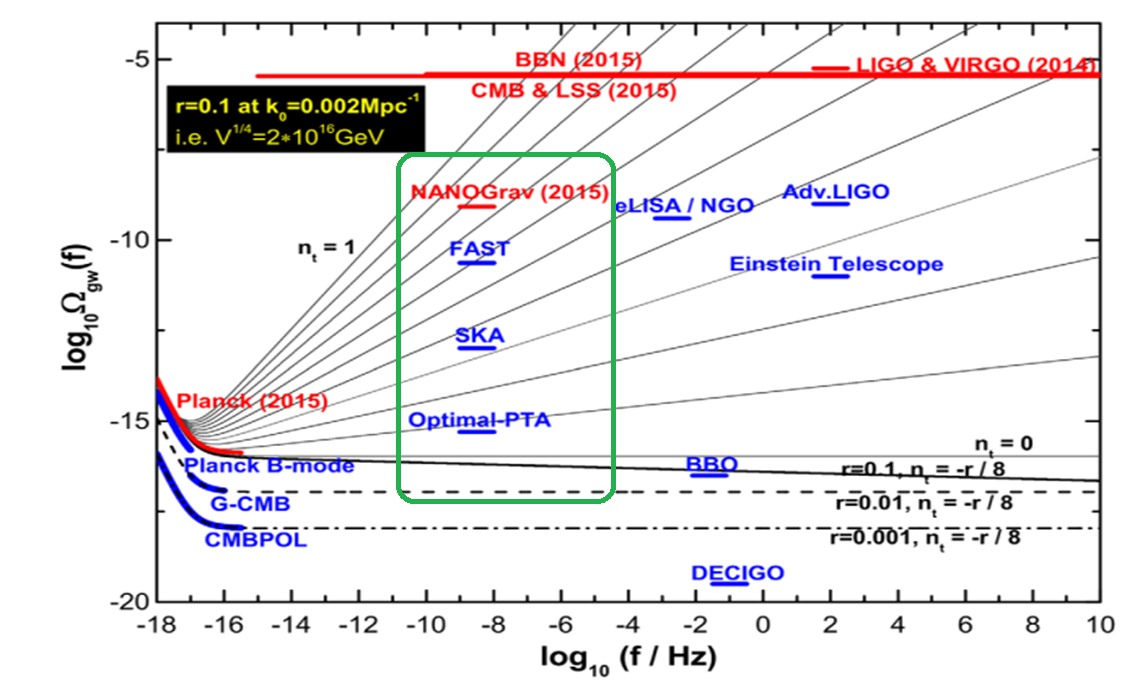 -5
BBN (2015)
LIGO & VIRGO (2014)
CMB & LSS (2015)
r=0.1 at k₀=0.002Mpc⁻¹
i.e. V¹ᐟ⁴=2*10¹⁶GeV
NANOGrav (2015)
eLISA / NGO
Adv.LIGO
nₜ = 1
FAST
-10
Einstein Telescope
log₁₀Ω_gw(f)
SKA
Planck (2015)
Optimal-PTA
-15
nₜ = 0
Planck B-mode
BBO
r=0.1, nₜ = -r / 8
G-CMB
r=0.01, nₜ = -r / 8
CMBPOL
r=0.001, nₜ = -r / 8
DECIGO
-20
-18 -16 -14 -12 -10 -8 -6 -4 -2 0 2 4 6 8 10
log₁₀ (f / Hz)